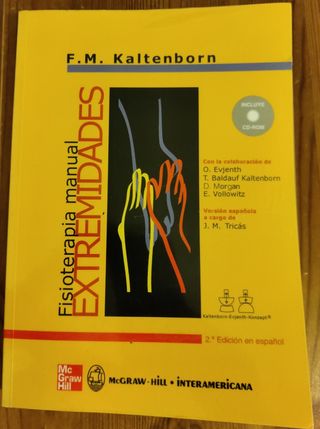 F.M. Kaltenborn
INCLUYE
CD-ROM
Fisioterapia manual
EXTREMIDADES
Con la colaboración de
O. Evjenth
T. Baldauf Kaltenborn
D. Morgan
E. Vollowitz
Versión española
a cargo de
J. M. Tricás
Kaltenborn-Evjenth-Konzept®
2.ª Edición en español
Mc
Graw
Hill
McGRAW-HILL • INTERAMERICANA